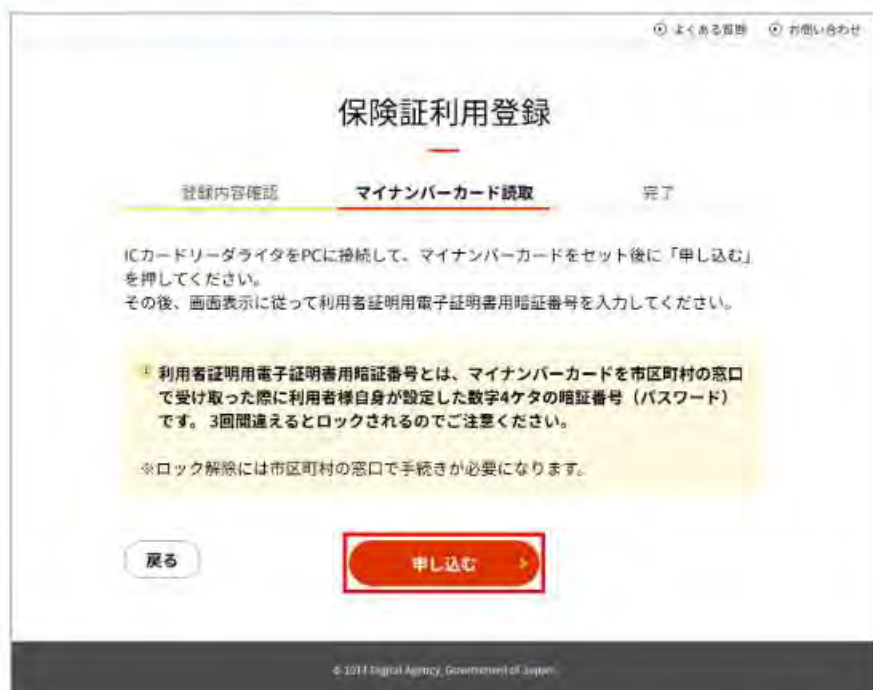 よくある質問 お問い合わせ
保険証利用登録
登録内容確認 マイナンバーカード読取 完了
ICカードリーダライタをPCに接続して、マイナンバーカードをセット後に「申し込む」
を押してください。
その後、画面表示に従って利用者証明用電子証明書用暗証番号を入力してください。
利用者証明用電子証明書用暗証番号とは、マイナンバーカードを市区町村の窓口
で受け取った際に利用者様自身が設定した数字4ケタの暗証番号（パスワード）
です。 3回間違えるとロックされるのでご注意ください。
※ロック解除には市区町村の窓口で手続きが必要になります。
戻る 申し込む
© 2017 Digital Agency, Government of Japan